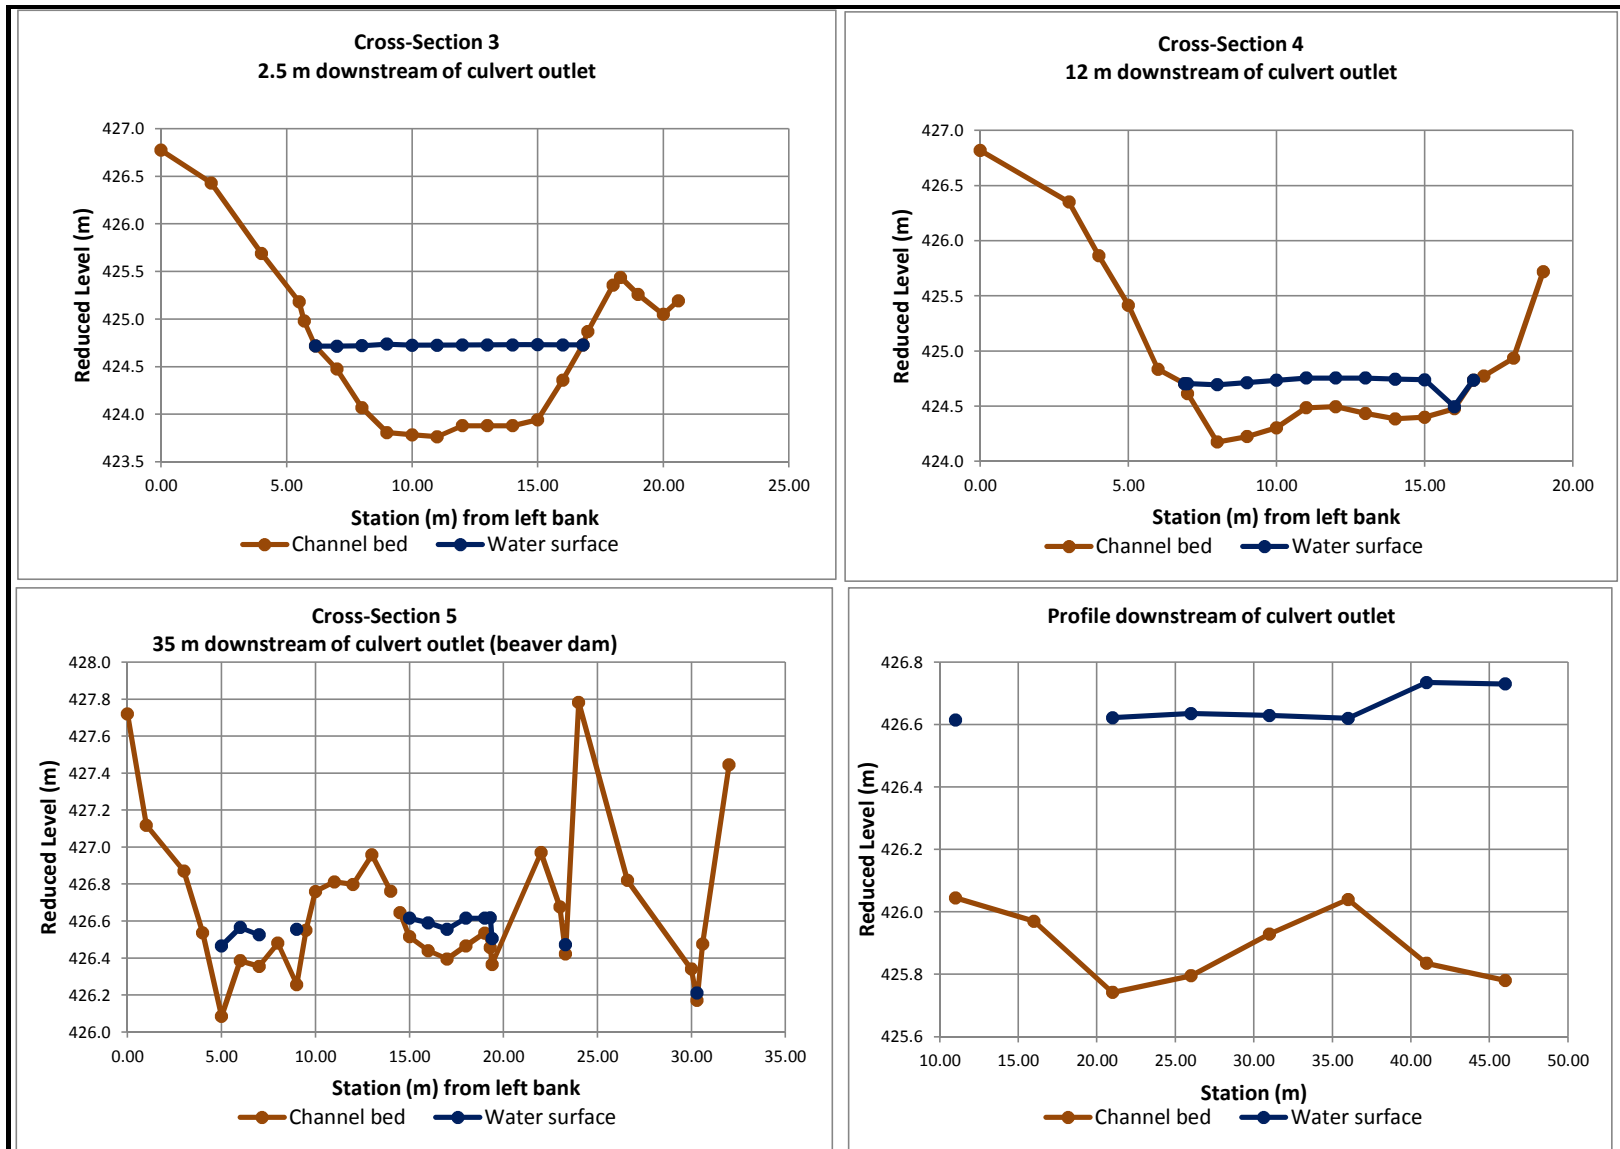 Cross-Section 3
2.5 m downstream of culvert outlet
427.0
426.5
426.0
425.5
425.0
424.5
424.0
423.5
Reduced Level (m)
0.00 5.00 10.00 15.00 20.00 25.00
Station (m) from left bank
Channel bed Water surface
Cross-Section 4
12 m downstream of culvert outlet
427.0
426.5
426.0
425.5
425.0
424.5
424.0
Reduced Level (m)
0.00 5.00 10.00 15.00 20.00
Station (m) from left bank
Channel bed Water surface
Cross-Section 5
35 m downstream of culvert outlet (beaver dam)
428.0
427.8
427.6
427.4
427.2
427.0
426.8
426.6
426.4
426.2
426.0
Reduced Level (m)
0.00 5.00 10.00 15.00 20.00 25.00 30.00 35.00
Station (m) from left bank
Channel bed Water surface
Profile downstream of culvert outlet
426.8
426.6
426.4
426.2
426.0
425.8
425.6
Reduced Level (m)
10.00 15.00 20.00 25.00 30.00 35.00 40.00 45.00 50.00
Station (m)
Channel bed Water surface